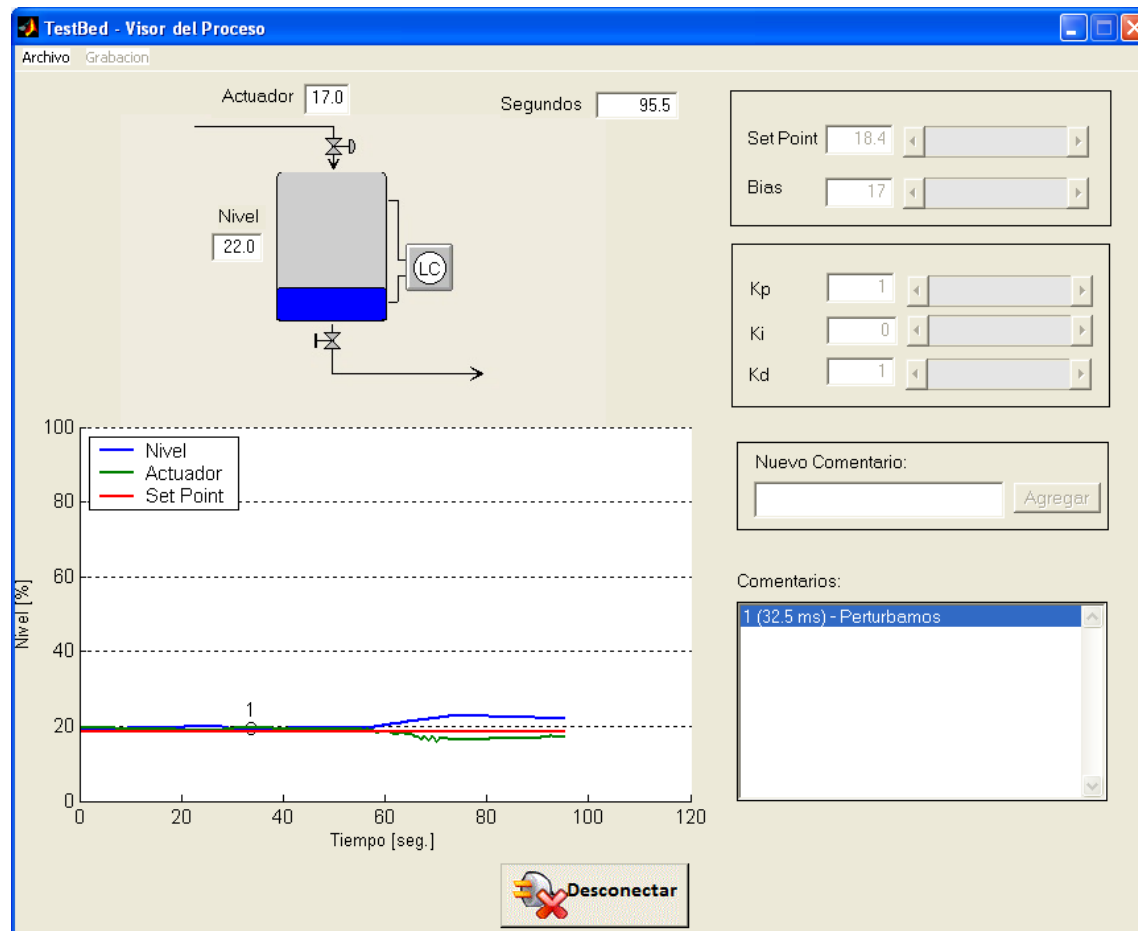 TestBed - Visor del Proceso
Archivo Grabacion
Actuador 17.0
Segundos 95.5
Nivel
22.0
LC
Set Point 18.4
Bias 17
Kp 1
Ki 0
Kd 1
Nuevo Comentario:
Agregar
Comentarios:
1 (32.5 ms) - Perturbamos
Nivel
Actuador
Set Point
1
Nivel [%]
100
80
60
40
20
0
0 20 40 60 80 100 120
Tiempo [seg.]
Desconectar